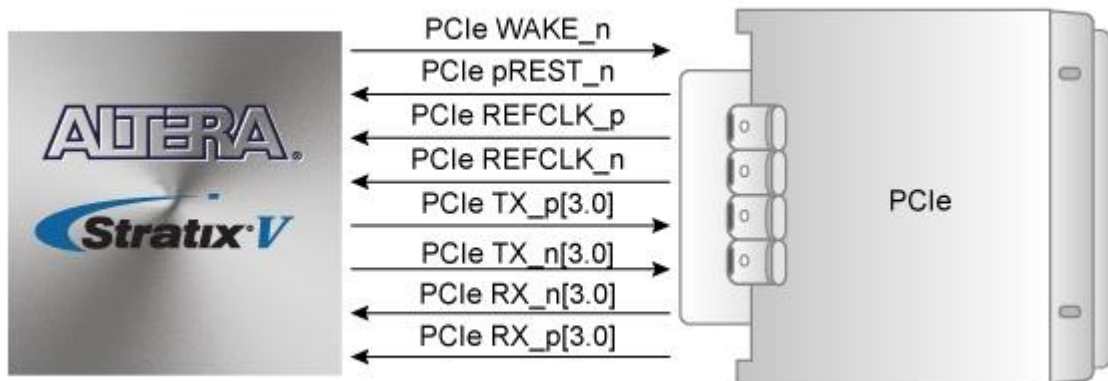 PCIe WAKE_n
PCIe pREST_n
PCIe REFCLK_p
PCIe REFCLK_n
PCIe TX_p[3.0]
PCIe TX_n[3.0]
PCIe RX_n[3.0]
PCIe RX_p[3.0]
ALTERA.
Stratix V
PCIe